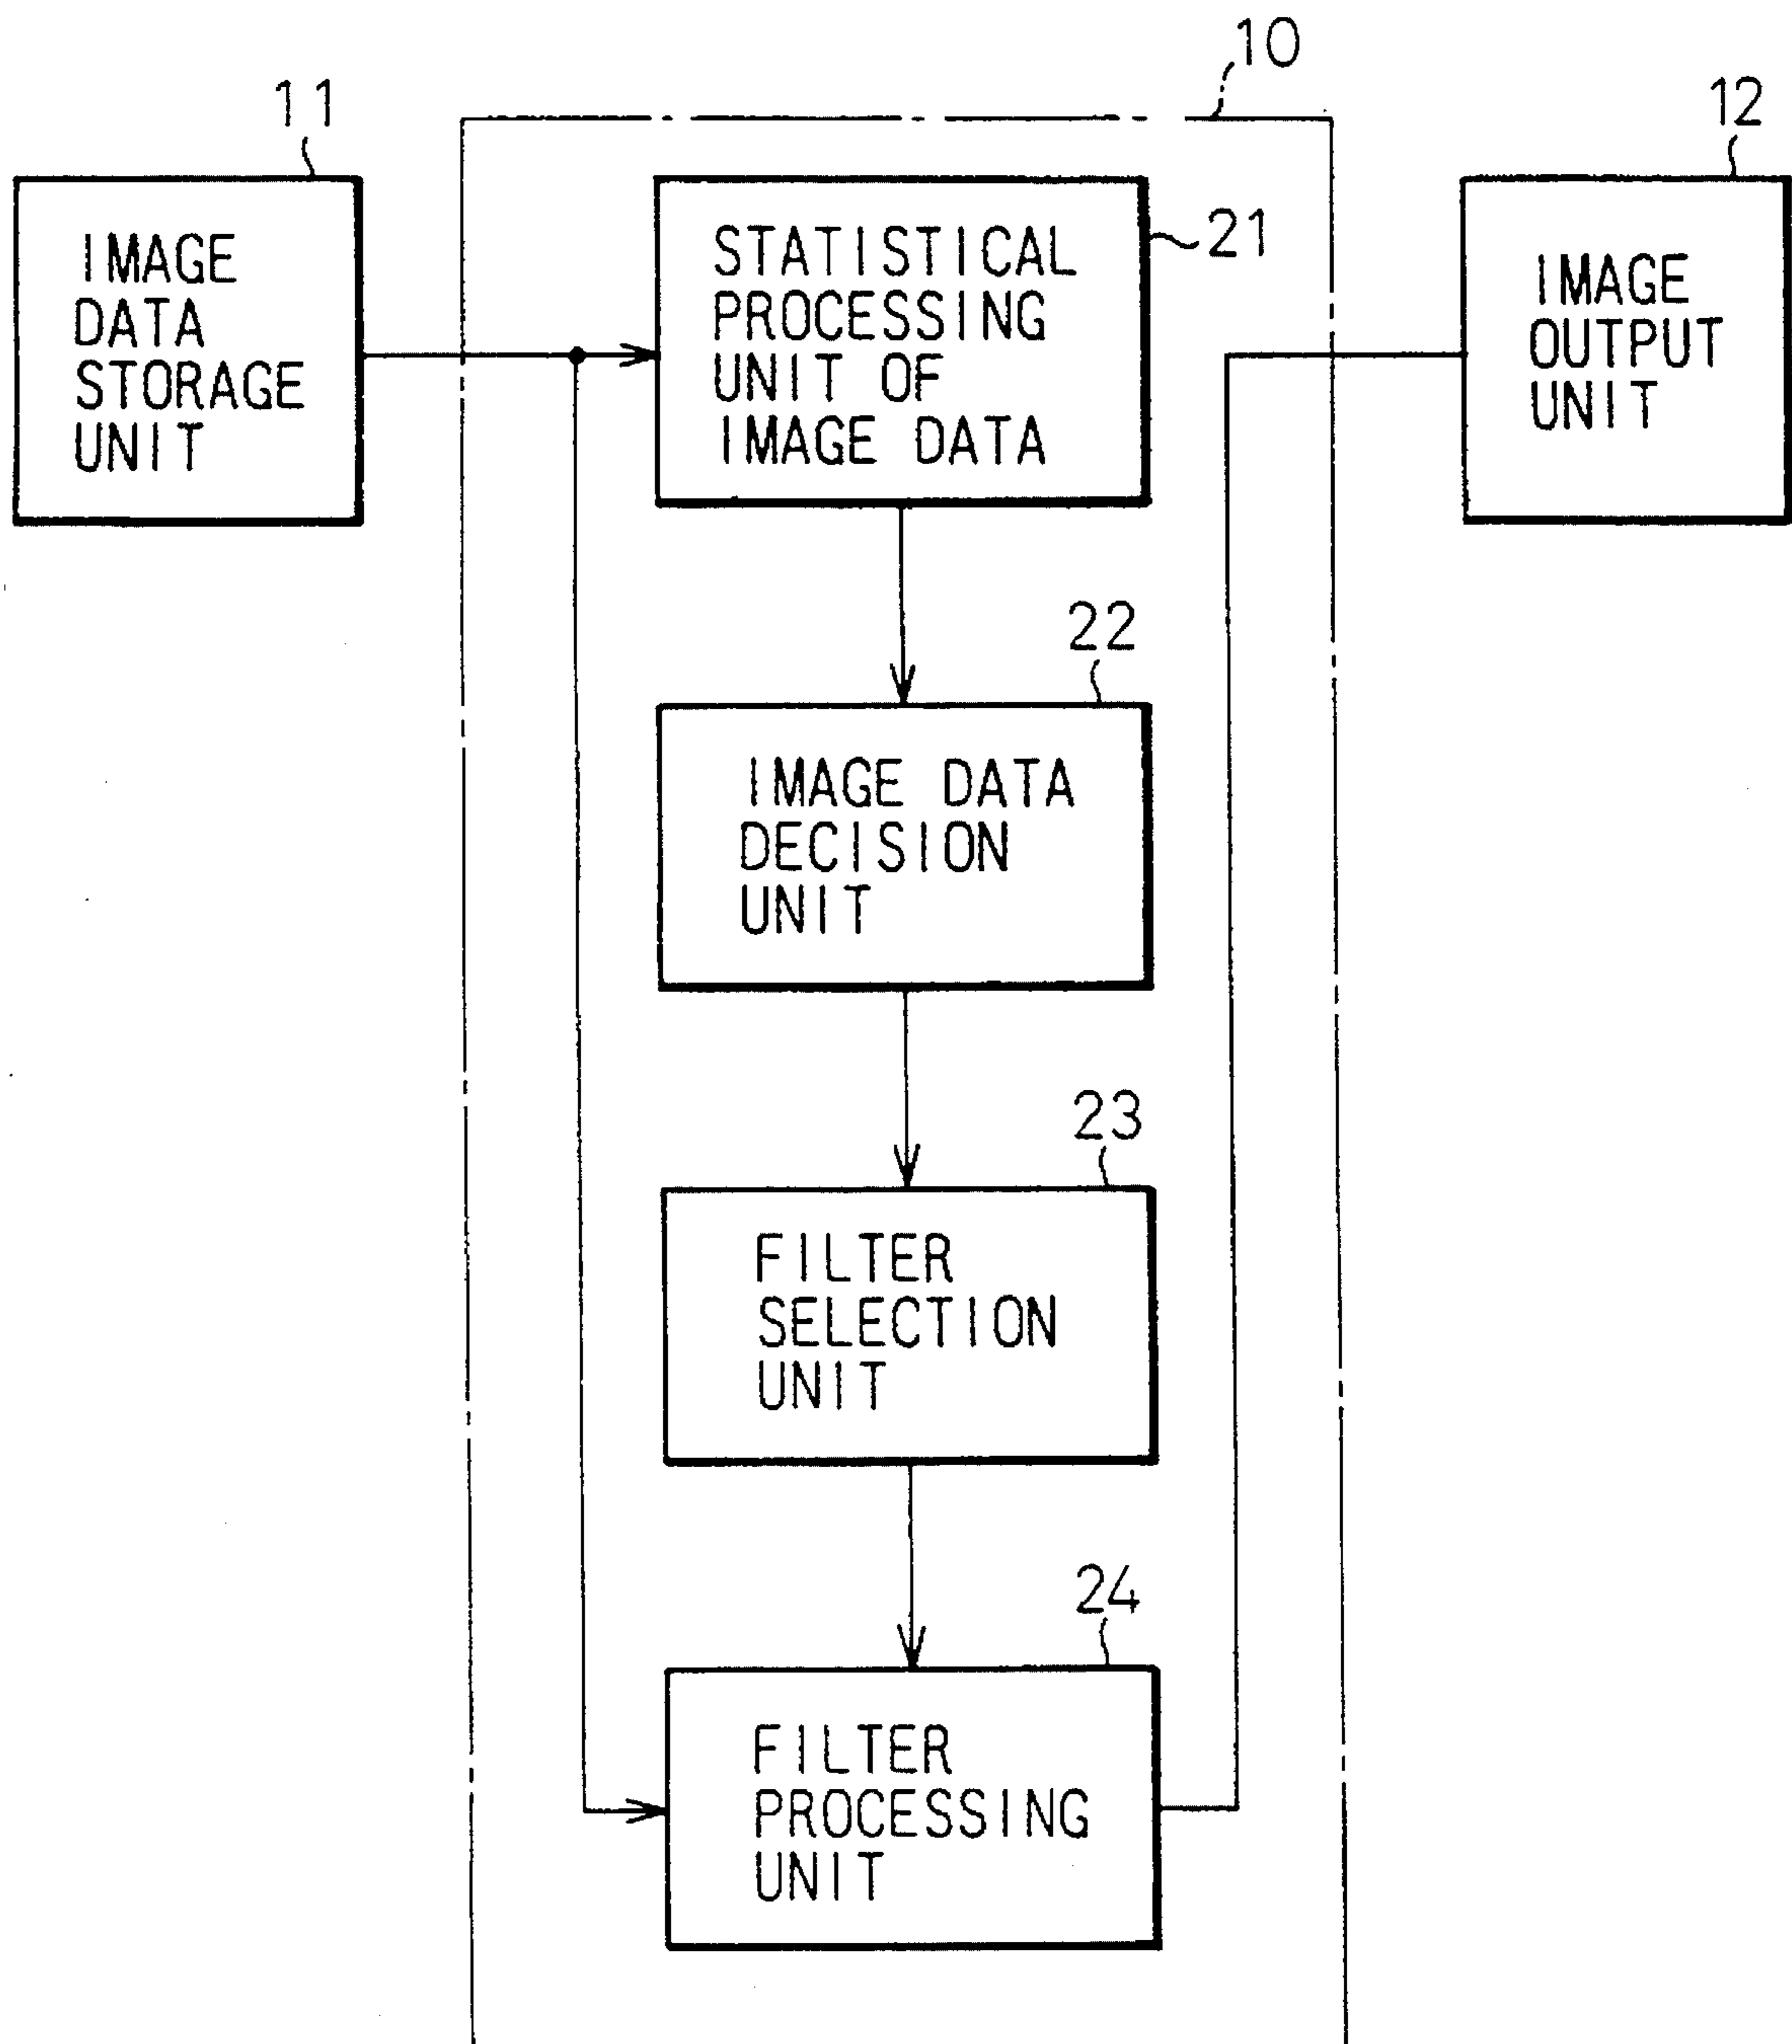 10
11
12
IMAGE
DATA
STORAGE
UNIT
STATISTICAL
PROCESSING
UNIT OF
IMAGE DATA
21
IMAGE
OUTPUT
UNIT
22
IMAGE DATA
DECISION
UNIT
23
FILTER
SELECTION
UNIT
24
FILTER
PROCESSING
UNIT